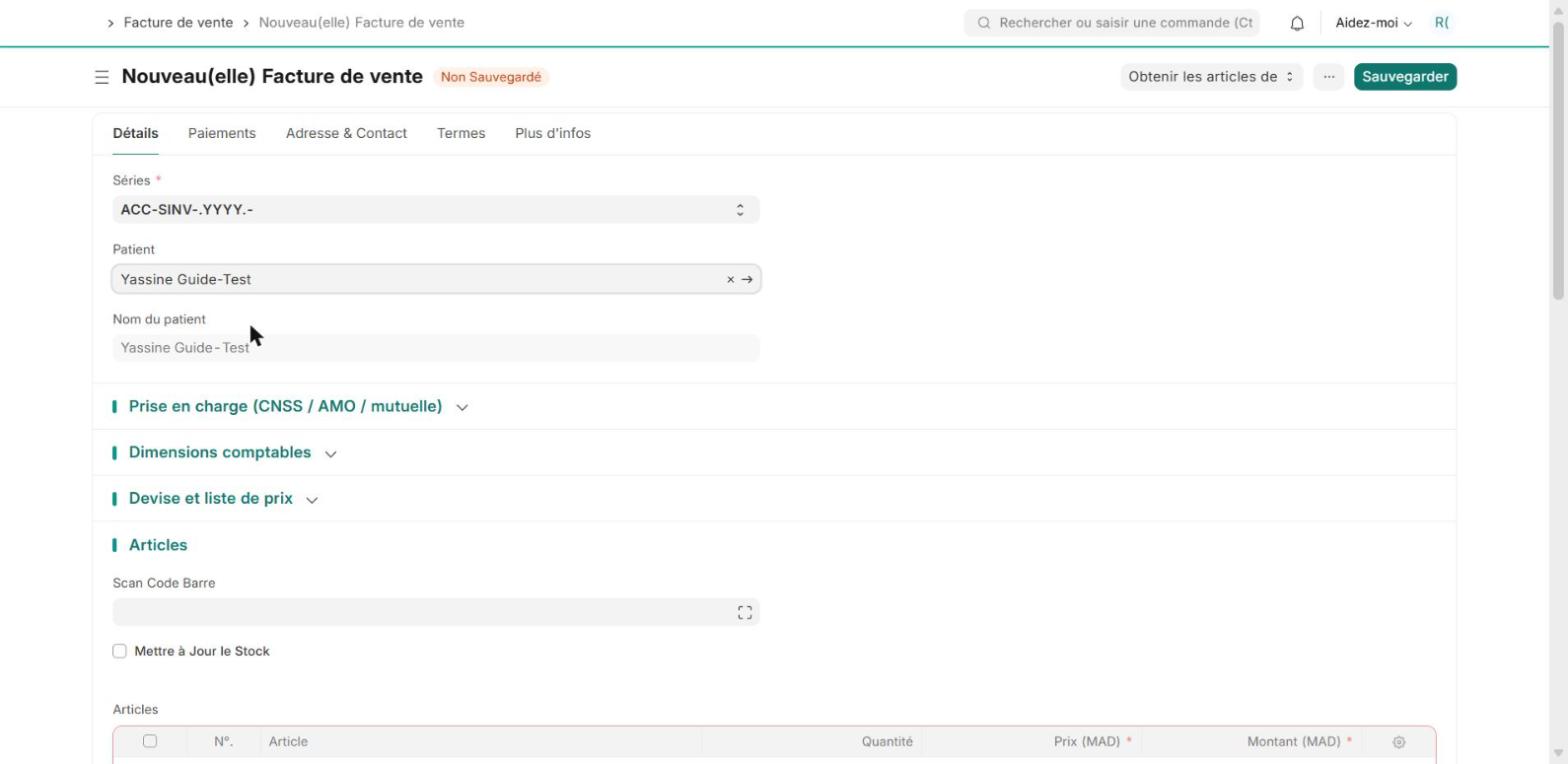 Facture de vente > Nouveau(elle) Facture de vente
Rechercher ou saisir une commande (Ct
Aidez-moi
R(
Nouveau(elle) Facture de vente
Non Sauvegardé
Obtenir les articles de
Sauvegarder
Détails
Paiements
Adresse & Contact
Termes
Plus d'infos
Séries *
ACC-SINV-.YYYY.-
Patient
Yassine Guide-Test
Nom du patient
Yassine Guide-Test
Prise en charge (CNSS / AMO / mutuelle)
Dimensions comptables
Devise et liste de prix
Articles
Scan Code Barre
Mettre à Jour le Stock
Articles
N°.
Article
Quantité
Prix (MAD) *
Montant (MAD) *